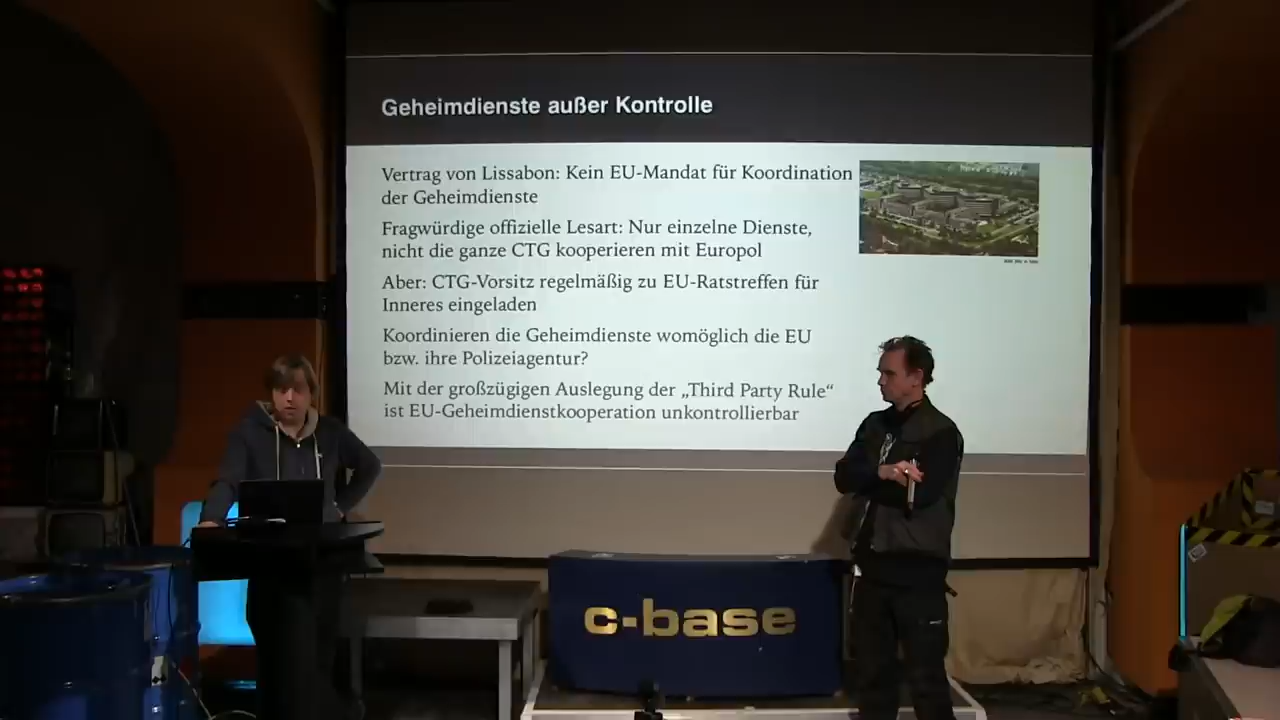 Geheimdienste außer Kontrolle
Vertrag von Lissabon: Kein EU-Mandat für Koordination
der Geheimdienste
Fragwürdige offizielle Lesart: Nur einzelne Dienste,
nicht die ganze CTG kooperieren mit Europol
Aber: CTG-Vorsitz regelmäßig zu EU-Ratstreffen für
Inneres eingeladen
Koordinieren die Geheimdienste womöglich die EU
bzw. ihre Polizeiagentur?
Mit der großzügigen Auslegung der „Third Party Rule“
ist EU-Geheimdienstkooperation unkontrollierbar
c-base